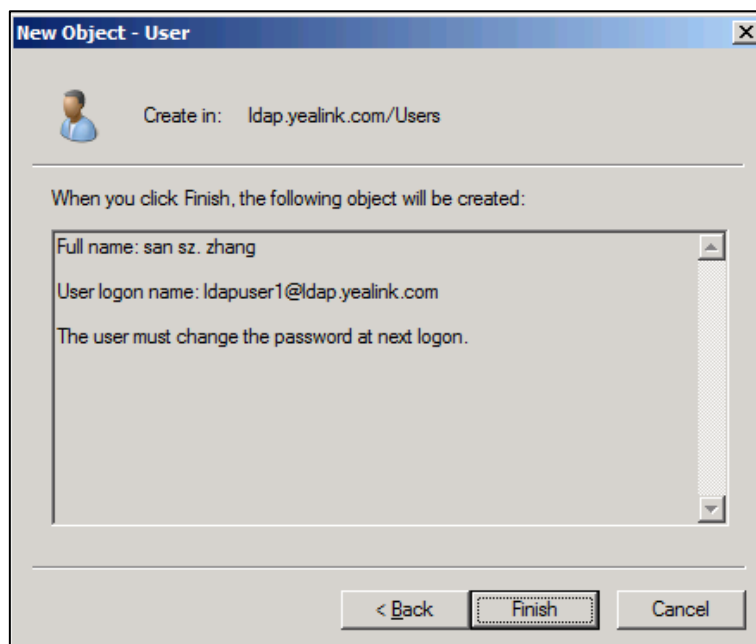 New Object - User
Create in: ldap.yealink.com/Users
When you click Finish, the following object will be created:
Full name: san sz. zhang
User logon name: ldapuser1@ldap.yealink.com
The user must change the password at next logon.
< Back
Finish
Cancel